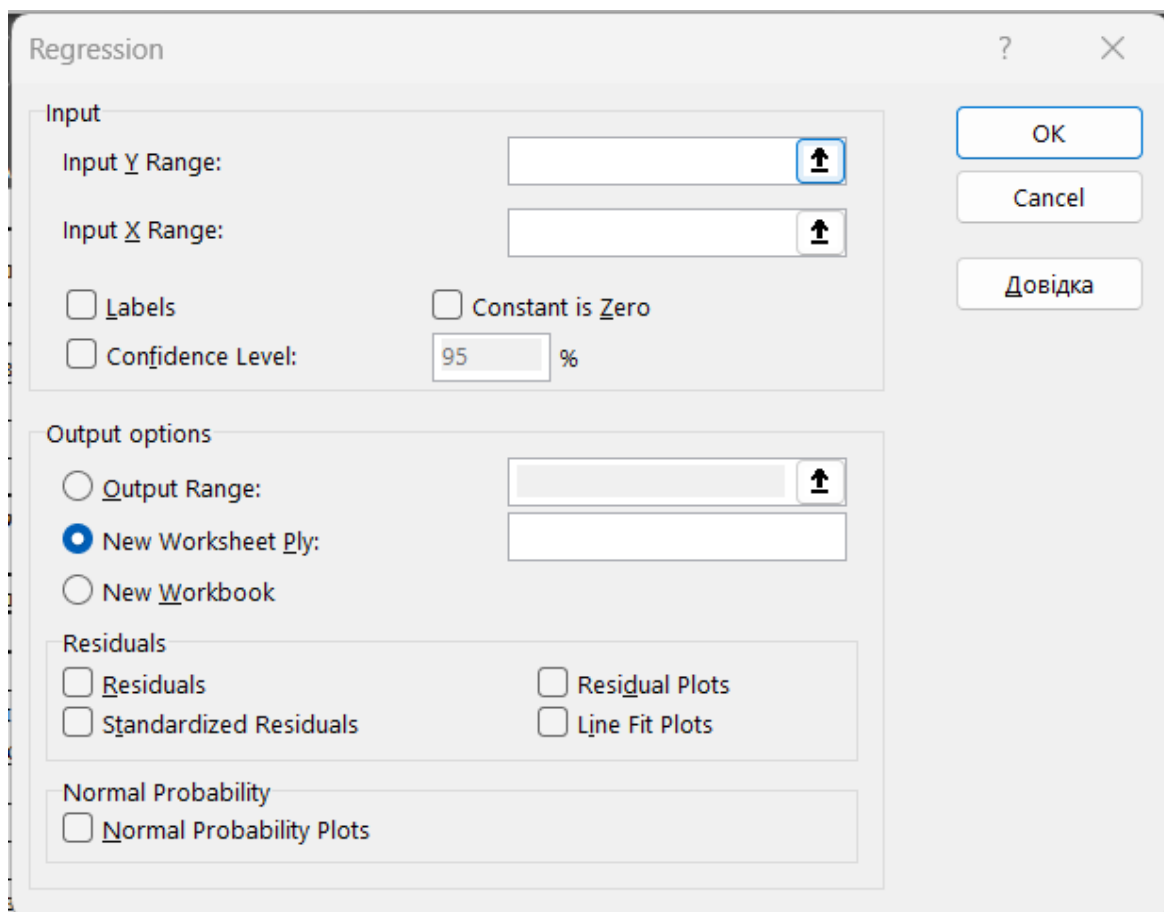 Regression
?
Input
Input Y Range:
Input X Range:
Labels
Constant is Zero
Confidence Level:
95 %
OK
Cancel
Довідка
Output options
Output Range:
New Worksheet Ply:
New Workbook
Residuals
Residuals
Residual Plots
Standardized Residuals
Line Fit Plots
Normal Probability
Normal Probability Plots